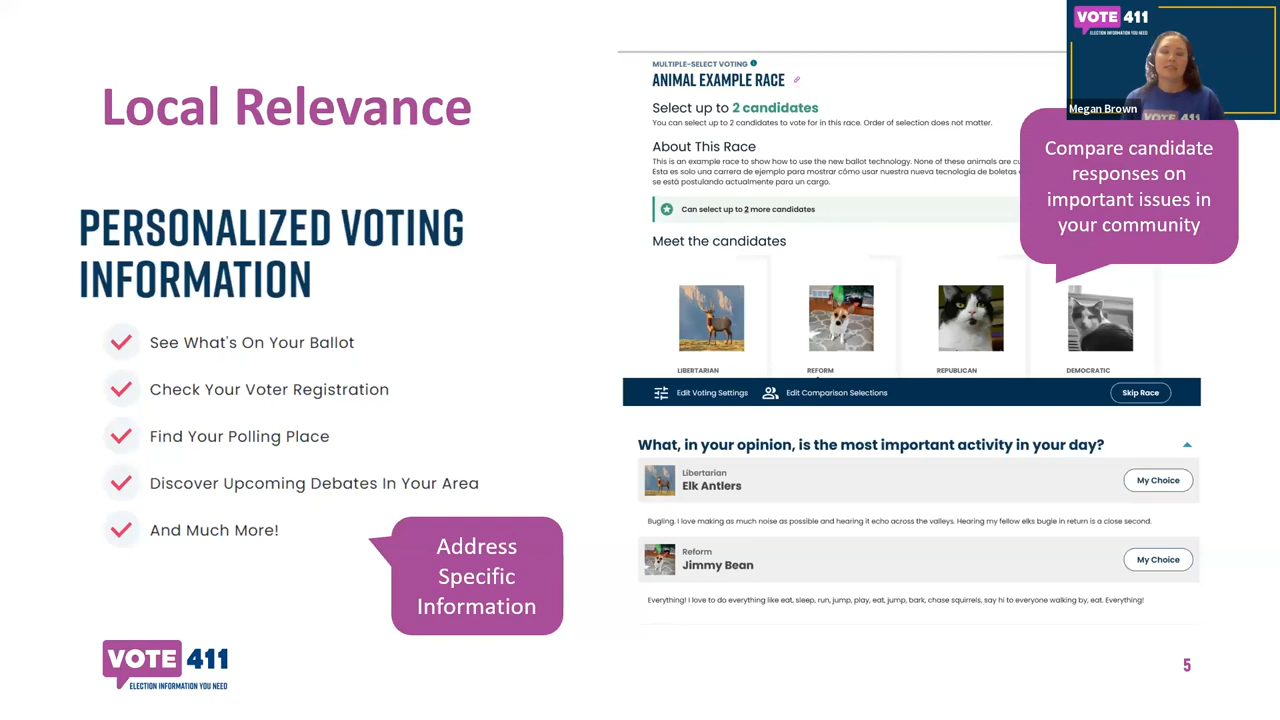 Local Relevance
PERSONALIZED VOTING
INFORMATION
See What's On Your Ballot
Check Your Voter Registration
Find Your Polling Place
Discover Upcoming Debates In Your Area
And Much More!
Address
Specific
Information
VOTE 411
ELECTION INFORMATION YOU NEED
MULTIPLE-SELECT VOTING
ANIMAL EXAMPLE RACE
Select up to 2 candidates
You can select up to 2 candidates to vote for in this race. Order of selection does not matter.
About This Race
This is an example race to show how to use the new ballot technology. None of these animals are cu
Esta es solo una carrera de ejemplo para mostrar cómo usar nuestra nueva tecnología de boletas
se está postulando actualmente para un cargo.
Can select up to 2 more candidates
Meet the candidates
LIBERTARIAN
REFORM
REPUBLICAN
DEMOCRATIC
Edit Voting Settings
Edit Comparison Selections
Skip Race
What, in your opinion, is the most important activity in your day?
Libertarian
Elk Antlers
My Choice
Bugling. I love making as much noise as possible and hearing it echo across the valleys. Hearing my fellow elks bugle in return is a close second.
Reform
Jimmy Bean
My Choice
Everything! I love to do everything like eat, sleep, run, jump, play, eat, jump, bark, chase squirrels, say hi to everyone walking by, eat. Everything!
Compare candidate
responses on
important issues in
your community
VOTE 411
ELECTION INFORMATION YOU NEED
Megan Brown
VOTE 411
5